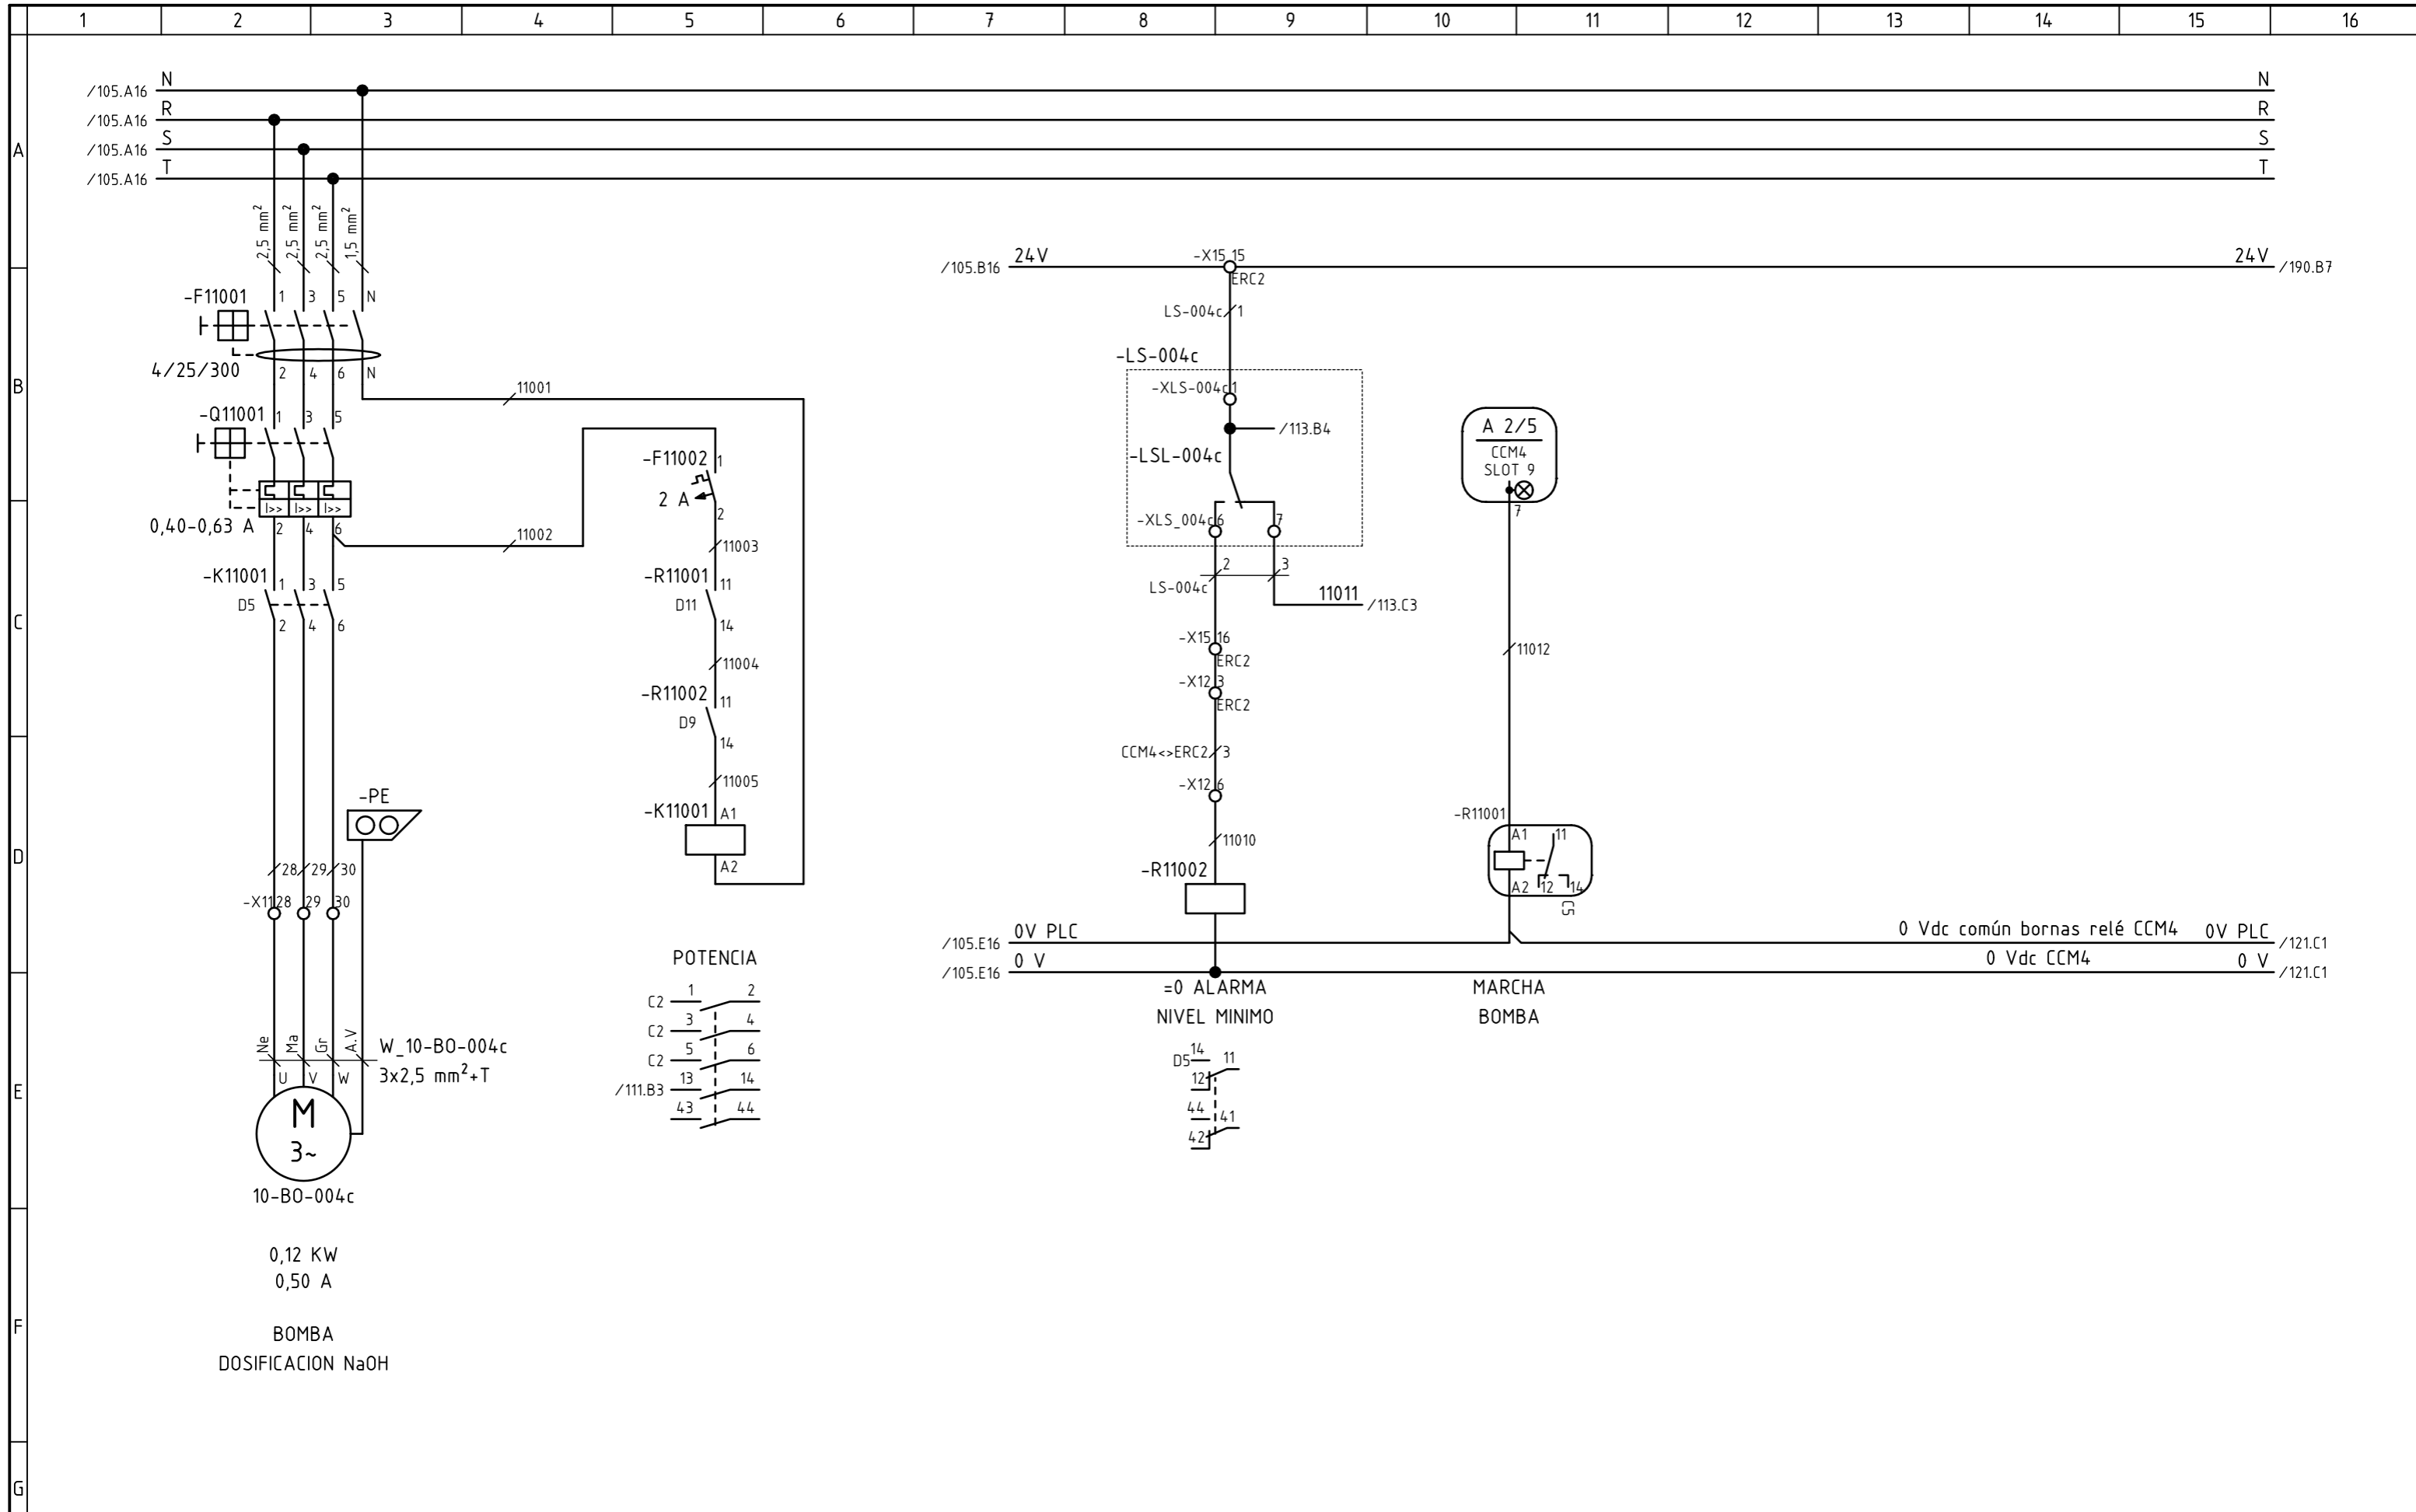 1 2 3 4 5 6 7 8 9 10 11 12 13 14 15 16
A
B
C
D
E
F
G
/105.A16 N N
/105.A16 R R
/105.A16 S S
/105.A16 T T
2,5 mm²
2,5 mm²
2,5 mm²
1,5 mm²
-F11001
1 3 5 N
4/25/300
2 4 6 N
11001
-Q11001
1 3 5
I>> I>> I>>
0,40-0,63 A
2 4 6
11002
-K11001
1 3 5
D5
2 4 6
-PE
28 29 30
-X11 28 29 30
Ne Ma Gr A.V
W_10-BO-004c
3x2,5 mm²+T
U V W
M
3~
10-BO-004c
0,12 KW
0,50 A
BOMBA
DOSIFICACION NaOH
-F11002 1
2 A
2
11003
-R11001 11
D11
14
11004
-R11002 11
D9
14
11005
-K11001 A1
A2
POTENCIA
C2 1 2
C2 3 4
C2 5 6
/111.B3 13 14
43 44
/105.B16 24V
-X15 15
ERC2
24V /190.B7
LS-004c 1
-LS-004c
-XLS-004c 1
/113.B4
-LSL-004c
-XLS_004c 6 7
2 3
LS-004c
11011 /113.C3
-X15 16
ERC2
-X12 3
ERC2
CCM4<>ERC2 3
-X12 6
11010
-R11002
A 2/5
CCM4
SLOT 9
7
11012
-R11001
A1 11
A2 12 14
C5
/105.E16 0V PLC
0 Vdc común bornas relé CCM4 0V PLC /121.C1
/105.E16 0 V
0 Vdc CCM4 0 V /121.C1
=0 ALARMA
NIVEL MINIMO
MARCHA
BOMBA
D5 14 11
12
44 41
42